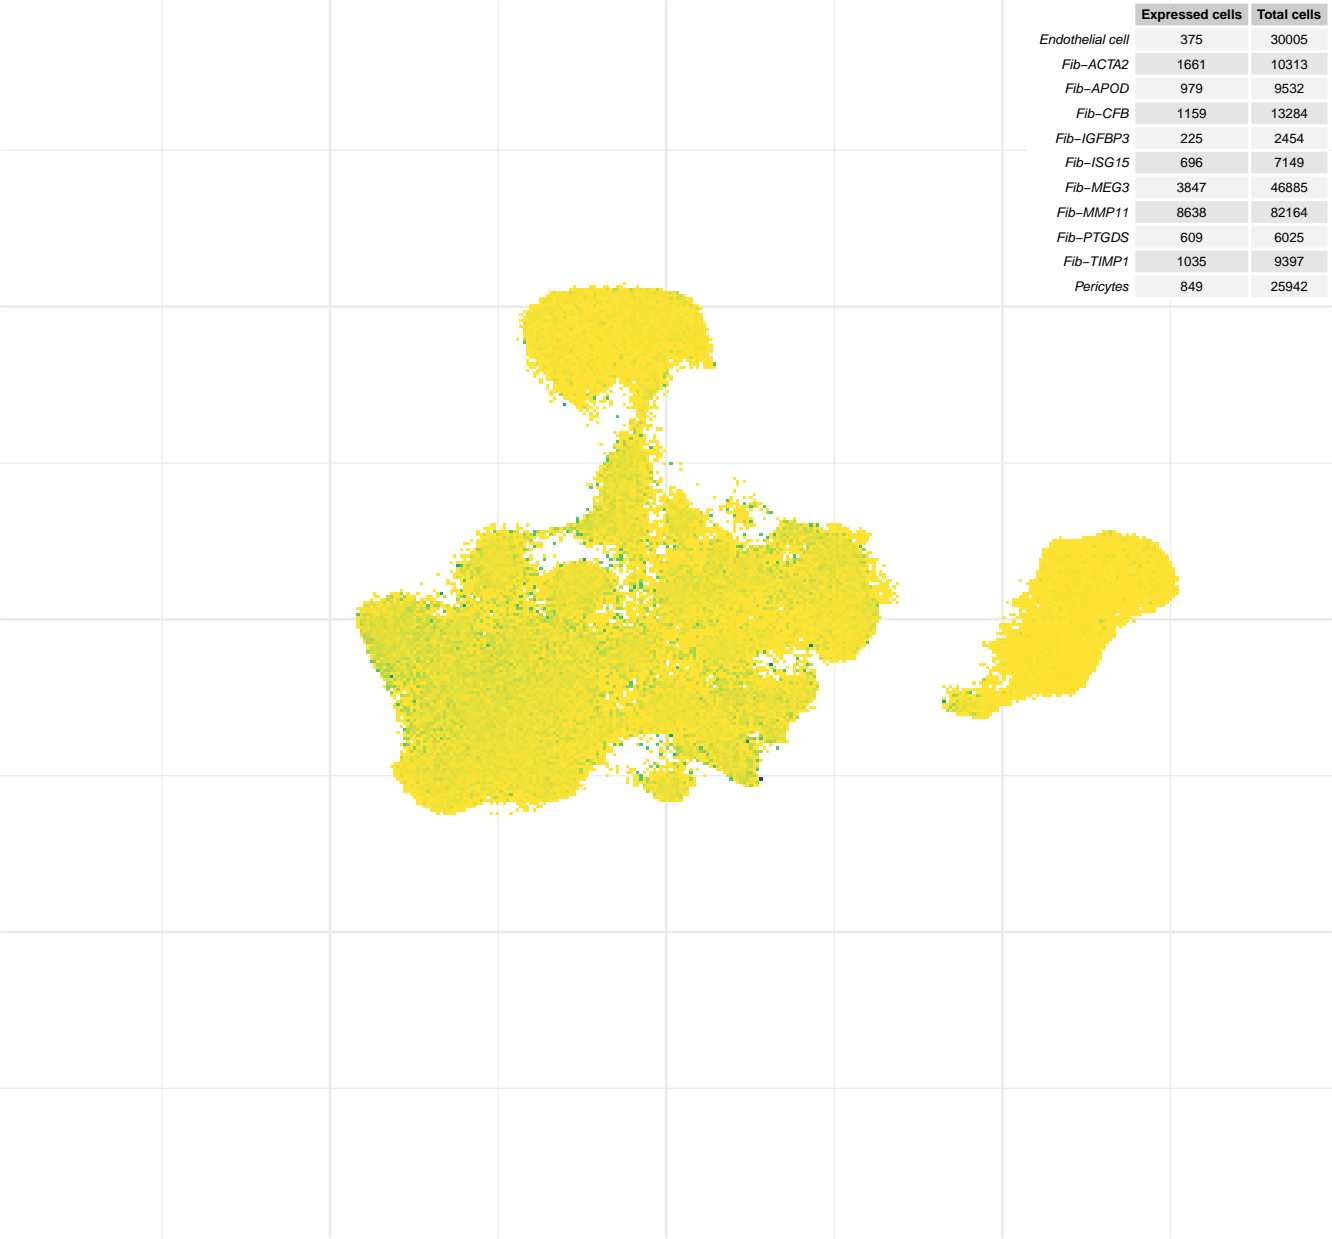 Expressed cells Total cells
Endothelial cell 375 30005
Fib−ACTA2 1661 10313
Fib−APOD 979 9532
Fib−CFB 1159 13284
Fib−IGFBP3 225 2454
Fib−ISG15 696 7149
Fib−MEG3 3847 46885
Fib−MMP11 8638 82164
Fib−PTGDS 609 6025
Fib−TIMP1 1035 9397
Pericytes 849 25942